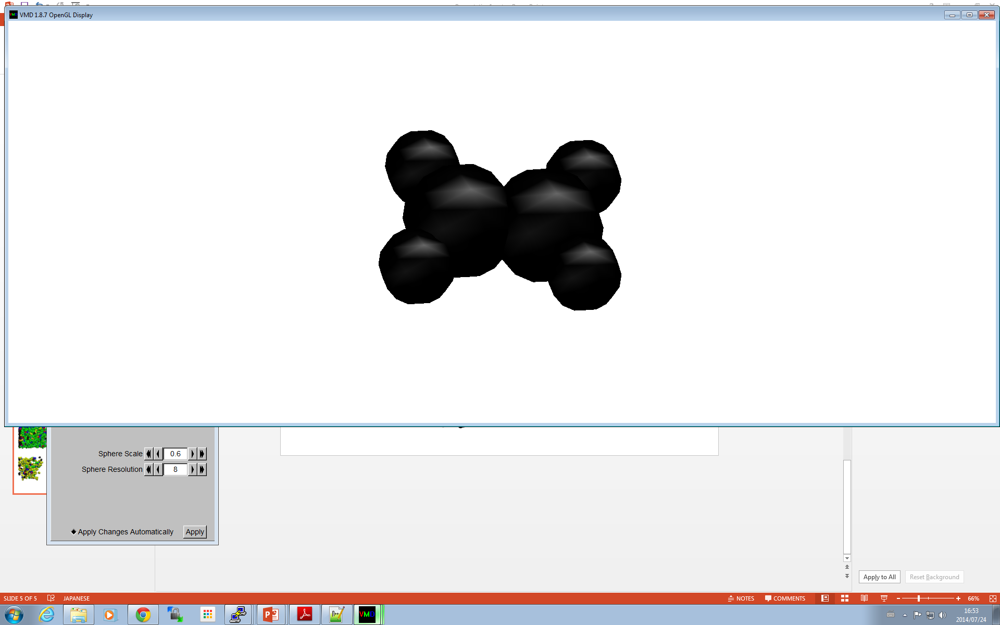 VMD 1.8.7 OpenGL Display
Sphere Scale 0.6
Sphere Resolution 8
Apply Changes Automatically Apply
Apply to All Reset Background
SLIDE 5 OF 5 JAPANESE NOTES COMMENTS 66%
VMD
16:53
2014/07/24